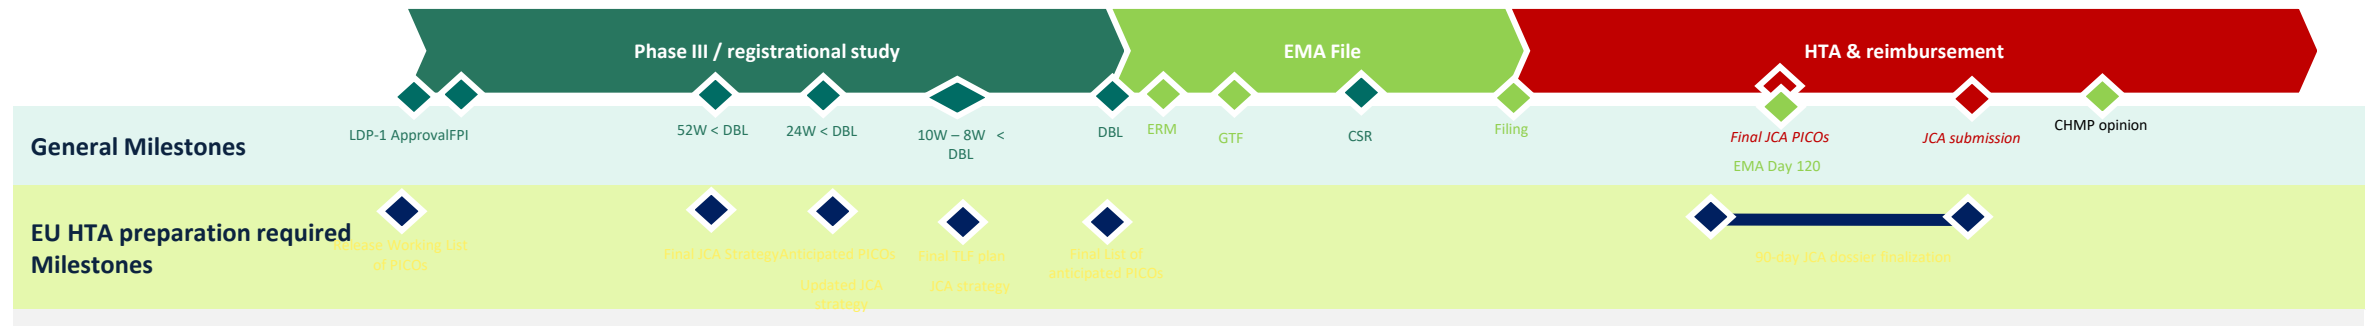 Phase III / registrational study
EMA File
HTA & reimbursement
General Milestones
LDP-1 Approval
FPI
52W < DBL
24W < DBL
10W – 8W <
DBL
DBL
ERM
GTF
CSR
Filing
Final JCA PICOs
EMA Day 120
JCA submission
CHMP opinion
EU HTA preparation required
Milestones
Working List
of PICOs
Final JCA Strategy
Anticipated PICOs
Updated JCA
strategy
Final TLF plan
JCA strategy
Final List of
anticipated PICOs
90-day JCA dossier finalization